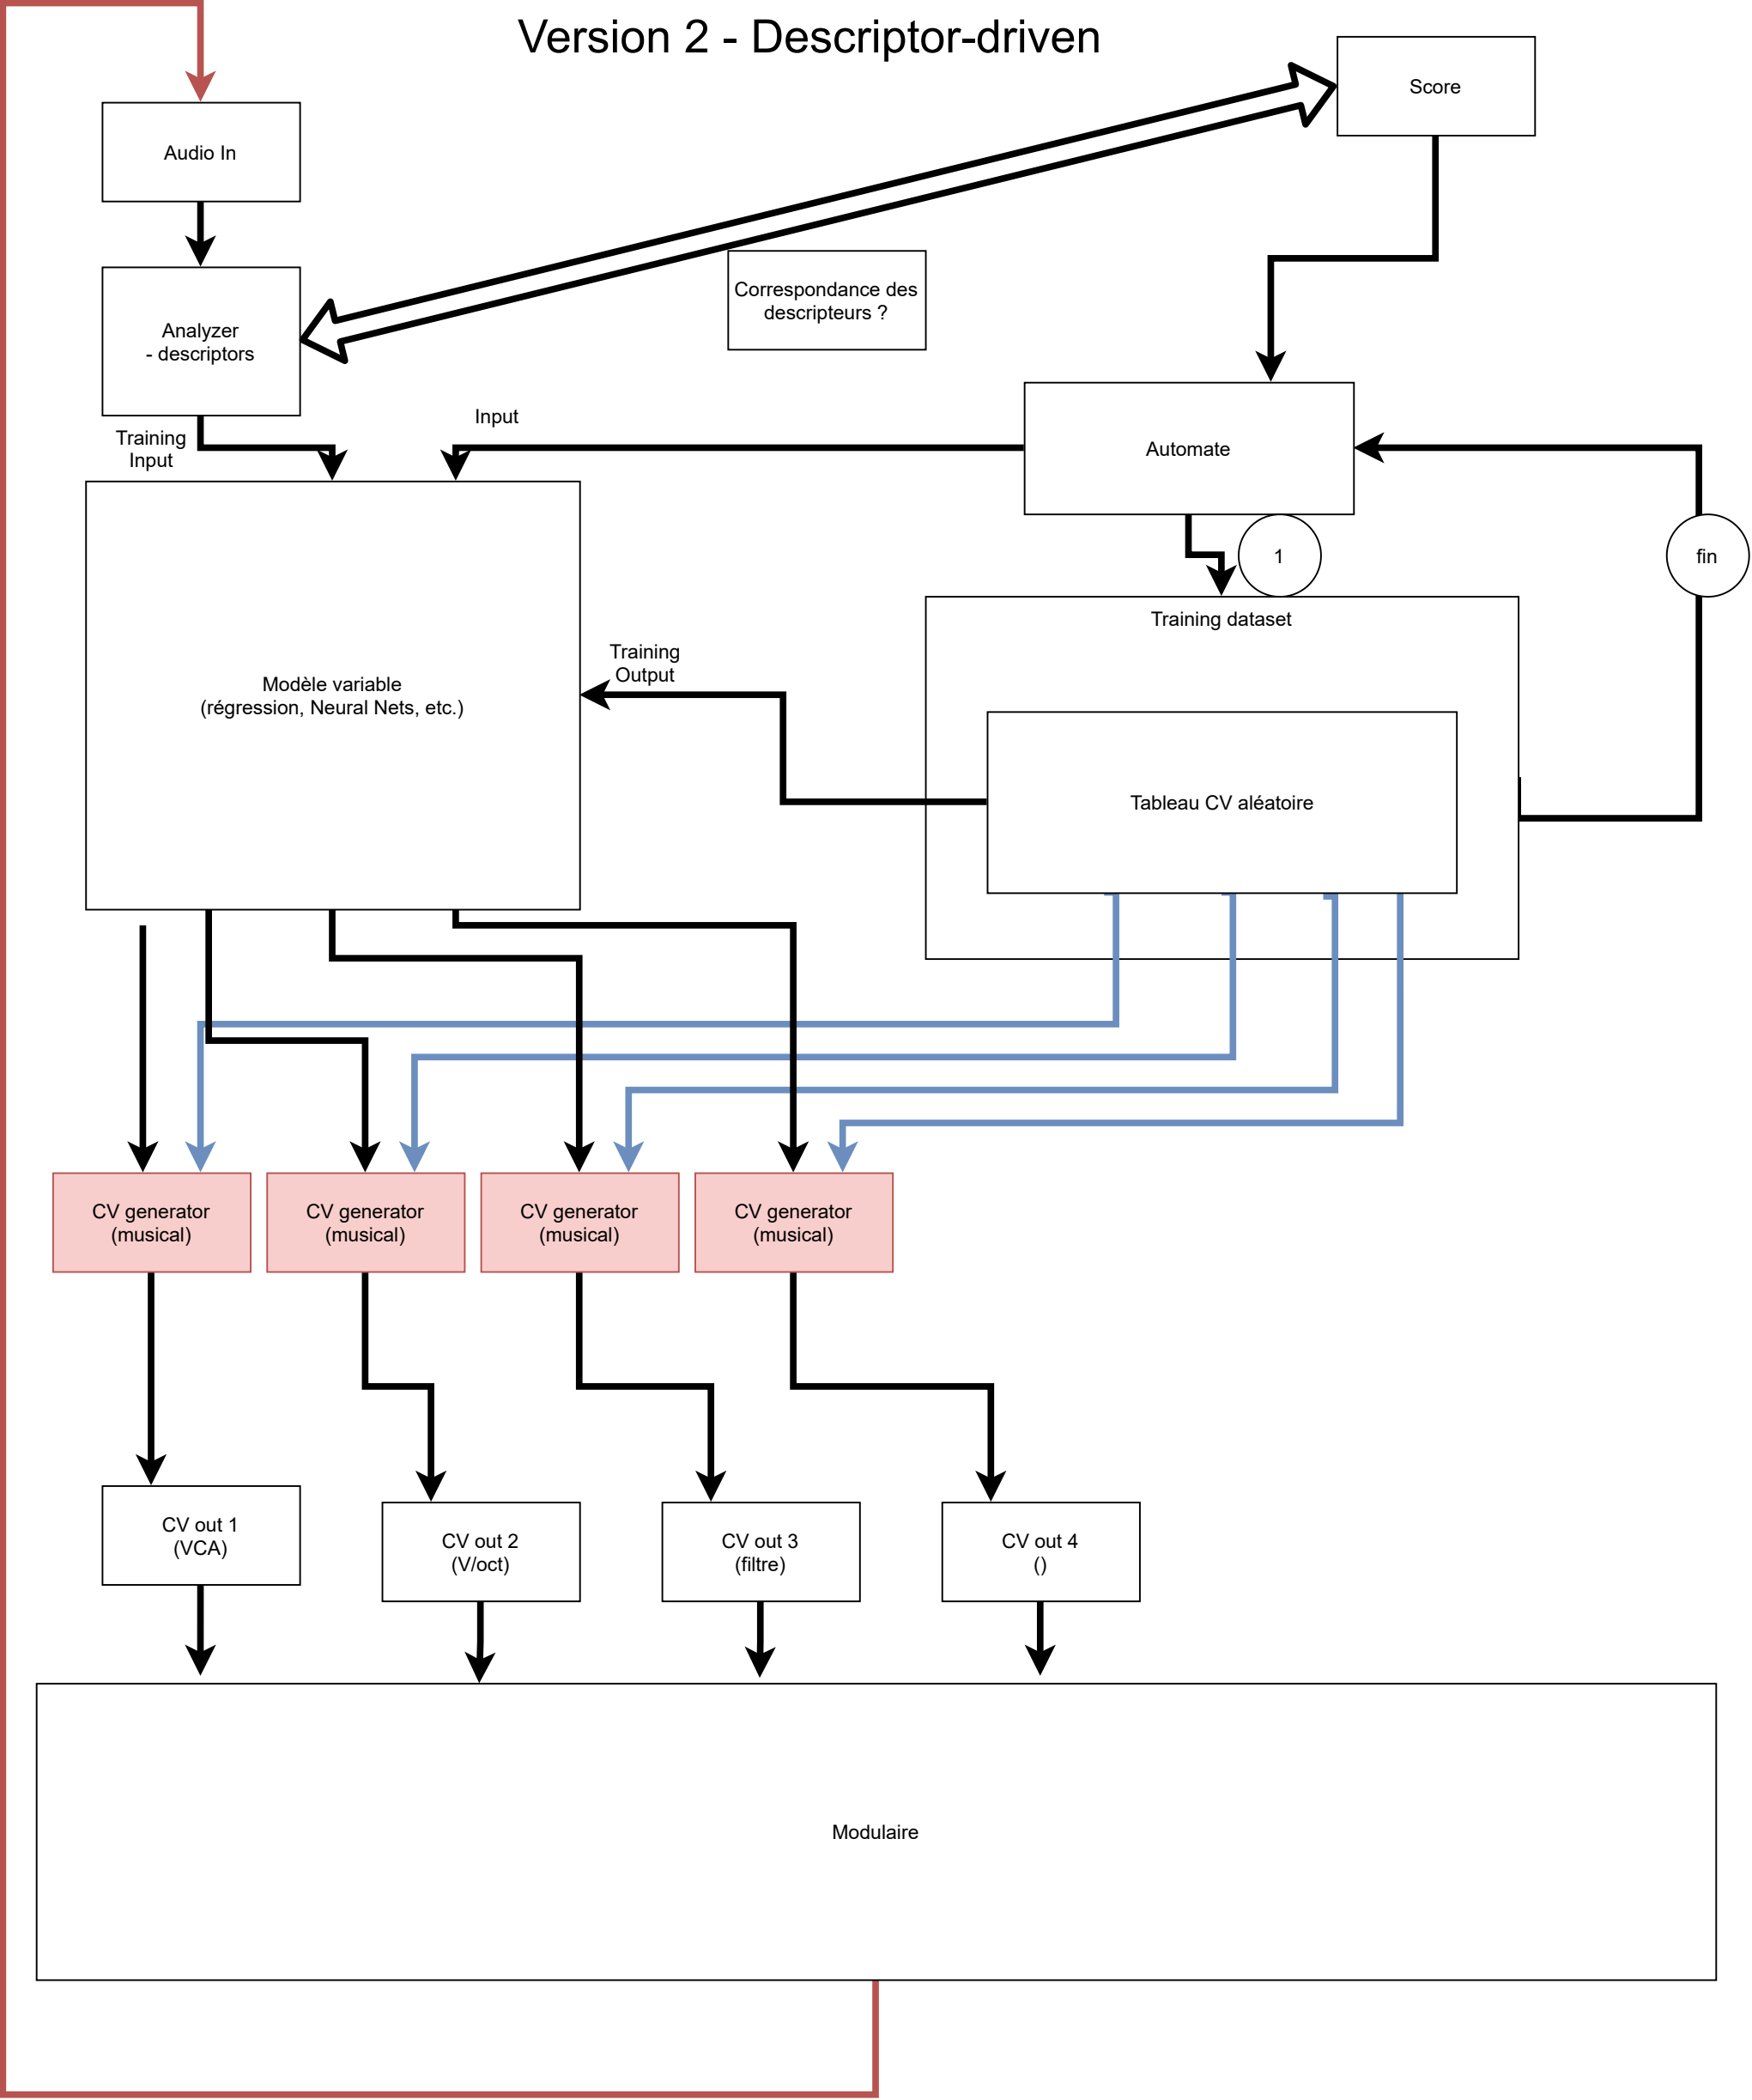 Version 2 - Descriptor-driven
Score
Audio In
Correspondance des
descripteurs ?
Analyzer
- descriptors
Input
Training
Input
Automate
1
fin
Training dataset
Training
Output
Modèle variable
(régression, Neural Nets, etc.)
Tableau CV aléatoire
CV generator
(musical)
CV generator
(musical)
CV generator
(musical)
CV generator
(musical)
CV out 1
(VCA)
CV out 2
(V/oct)
CV out 3
(filtre)
CV out 4
()
Modulaire